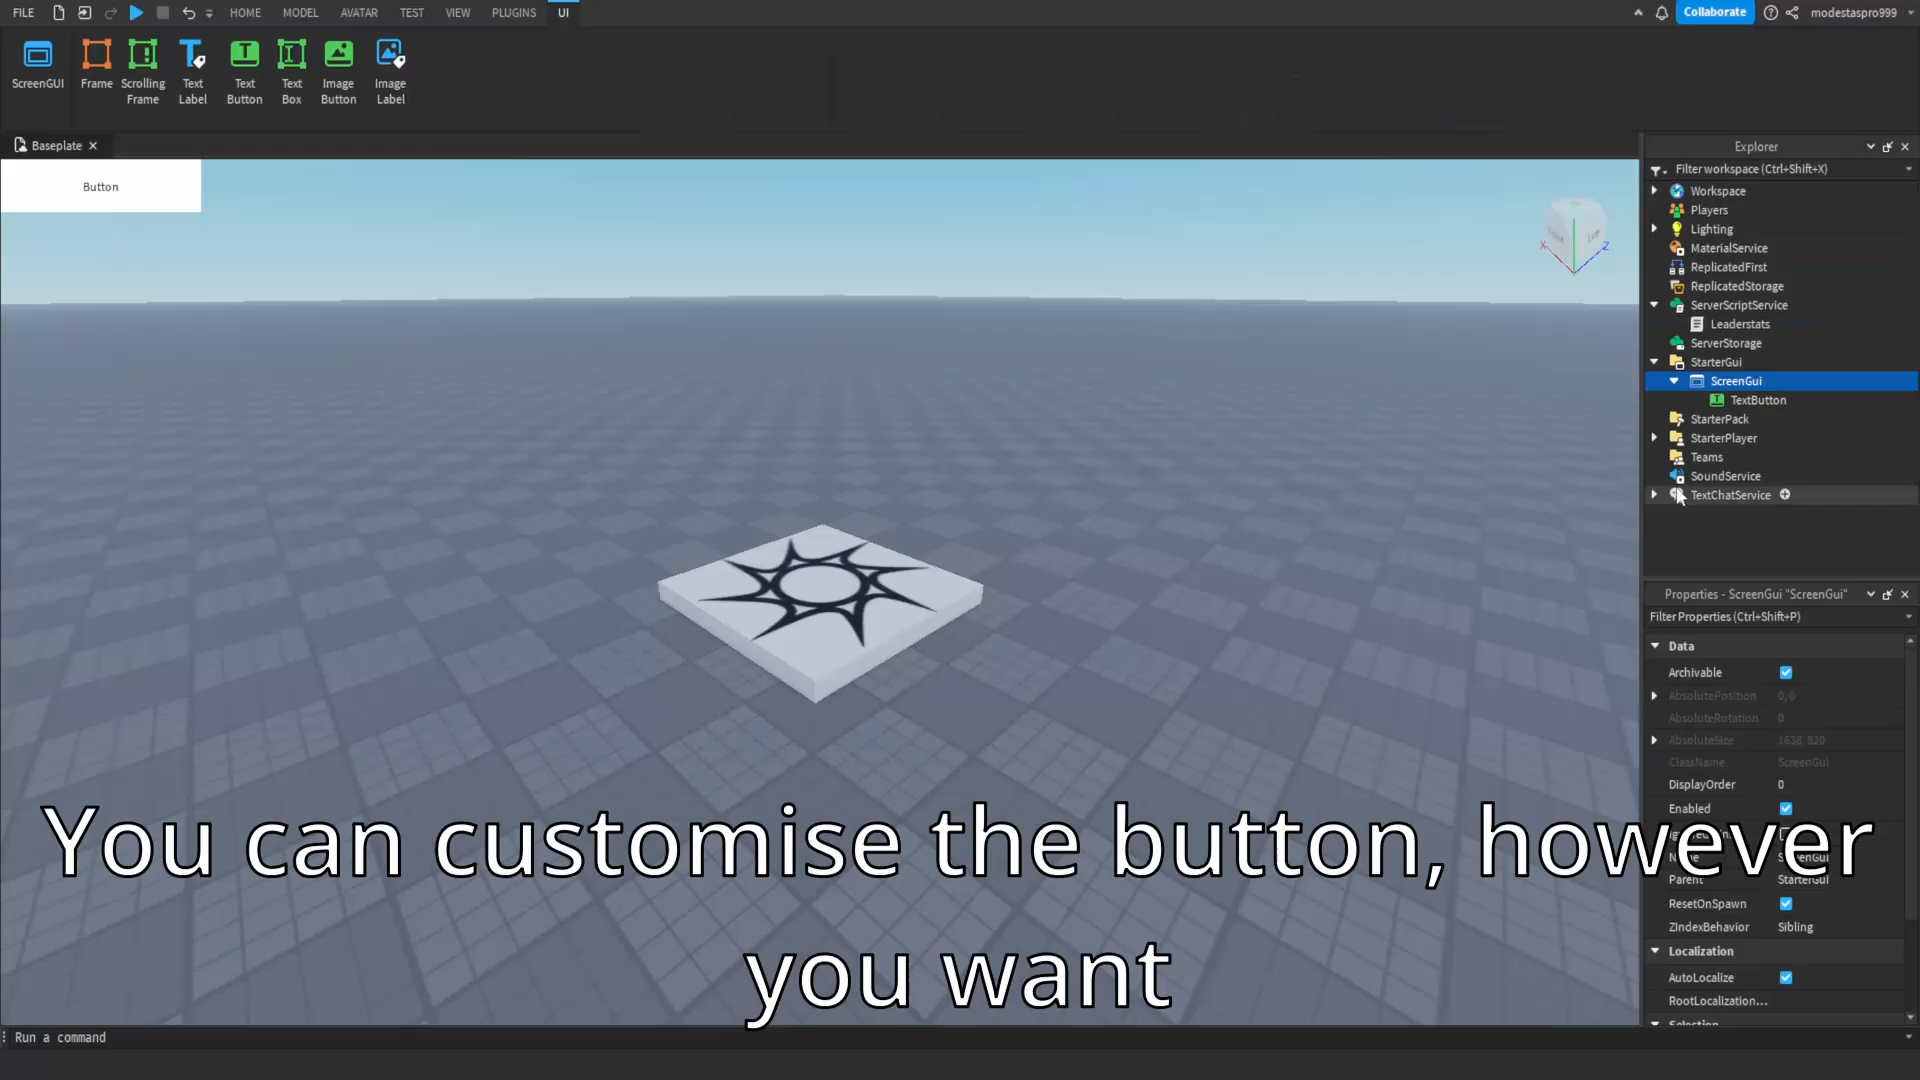 FILE
HOME
MODEL
AVATAR
TEST
VIEW
PLUGINS
UI
Collaborate
modestaspro999
ScreenGUI
Frame
Scrolling
Frame
Text
Label
Text
Button
Text
Box
Image
Button
Image
Label
Baseplate
Button
X
Z
Explorer
Filter workspace (Ctrl+Shift+X)
Workspace
Players
Lighting
MaterialService
ReplicatedFirst
ReplicatedStorage
ServerScriptService
Leaderstats
ServerStorage
StarterGui
ScreenGui
TextButton
StarterPack
StarterPlayer
Teams
SoundService
TextChatService
Properties - ScreenGui "ScreenGui"
Filter Properties (Ctrl+Shift+P)
Data
Archivable
AbsolutePosition 0, 0
AbsoluteRotation 0
AbsoluteSize 1638, 820
ClassName ScreenGui
DisplayOrder 0
Enabled
Parent StarterGui
ResetOnSpawn
ZIndexBehavior Sibling
Localization
AutoLocalize
RootLocalization...
You can customise the button, however
you want
Run a command